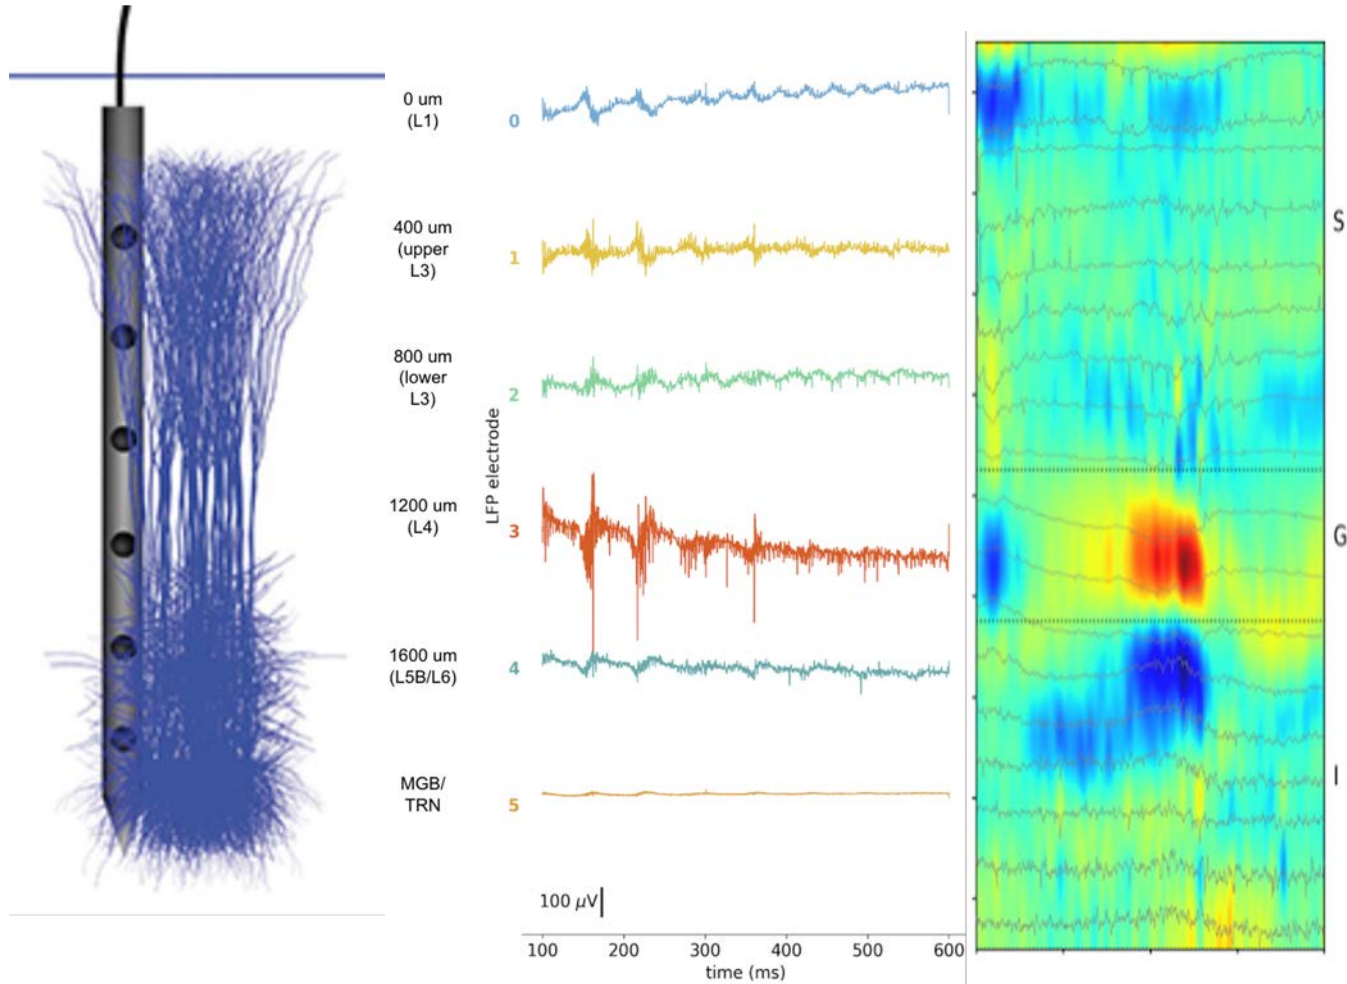 0 um
(L1)
0
400 um
(upper
L3)
1
800 um
(lower
L3)
2
LFP electrode
1200 um
(L4)
3
1600 um
(L5B/L6)
4
MGB/
TRN
5
100 μV
100 200 300 400 500 600
time (ms)
S
G
I